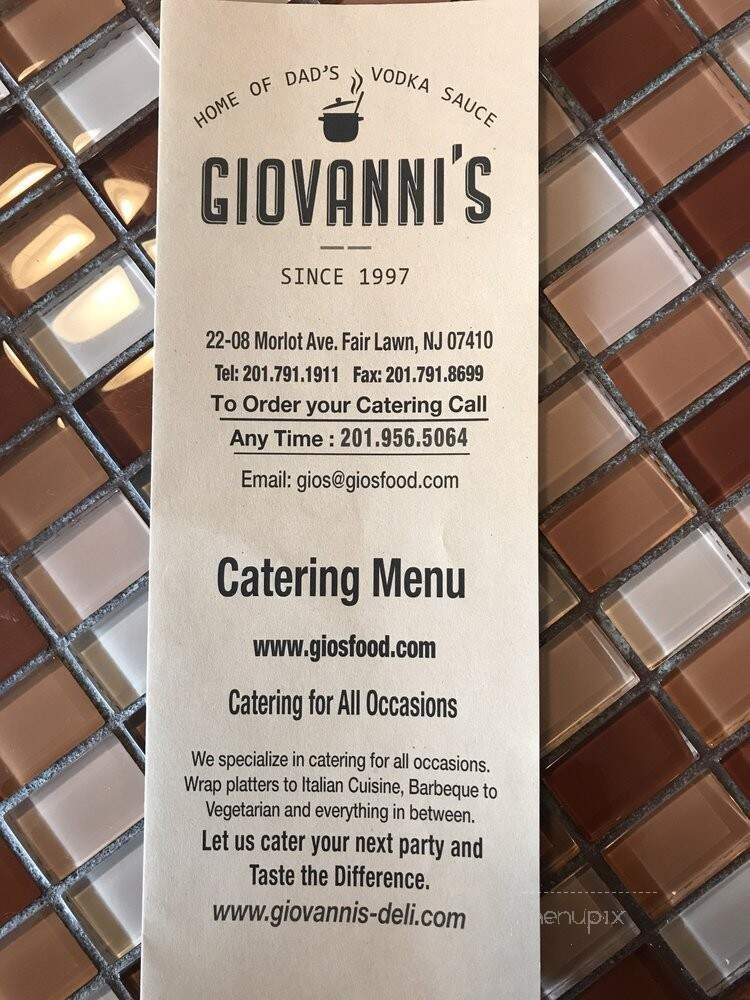 HOME OF DAD'S VODKA SAUCE
GIOVANNI'S
SINCE 1997
22-08 Morlot Ave. Fair Lawn, NJ 07410
Tel: 201.791.1911 Fax: 201.791.8699
To Order your Catering Call
Any Time : 201.956.5064
Email: gios@giosfood.com
Catering Menu
www.giosfood.com
Catering for All Occasions
We specialize in catering for all occasions.
Wrap platters to Italian Cuisine, Barbeque to
Vegetarian and everything in between.
Let us cater your next party and
Taste the Difference.
www.giovannis-deli.com
menupix